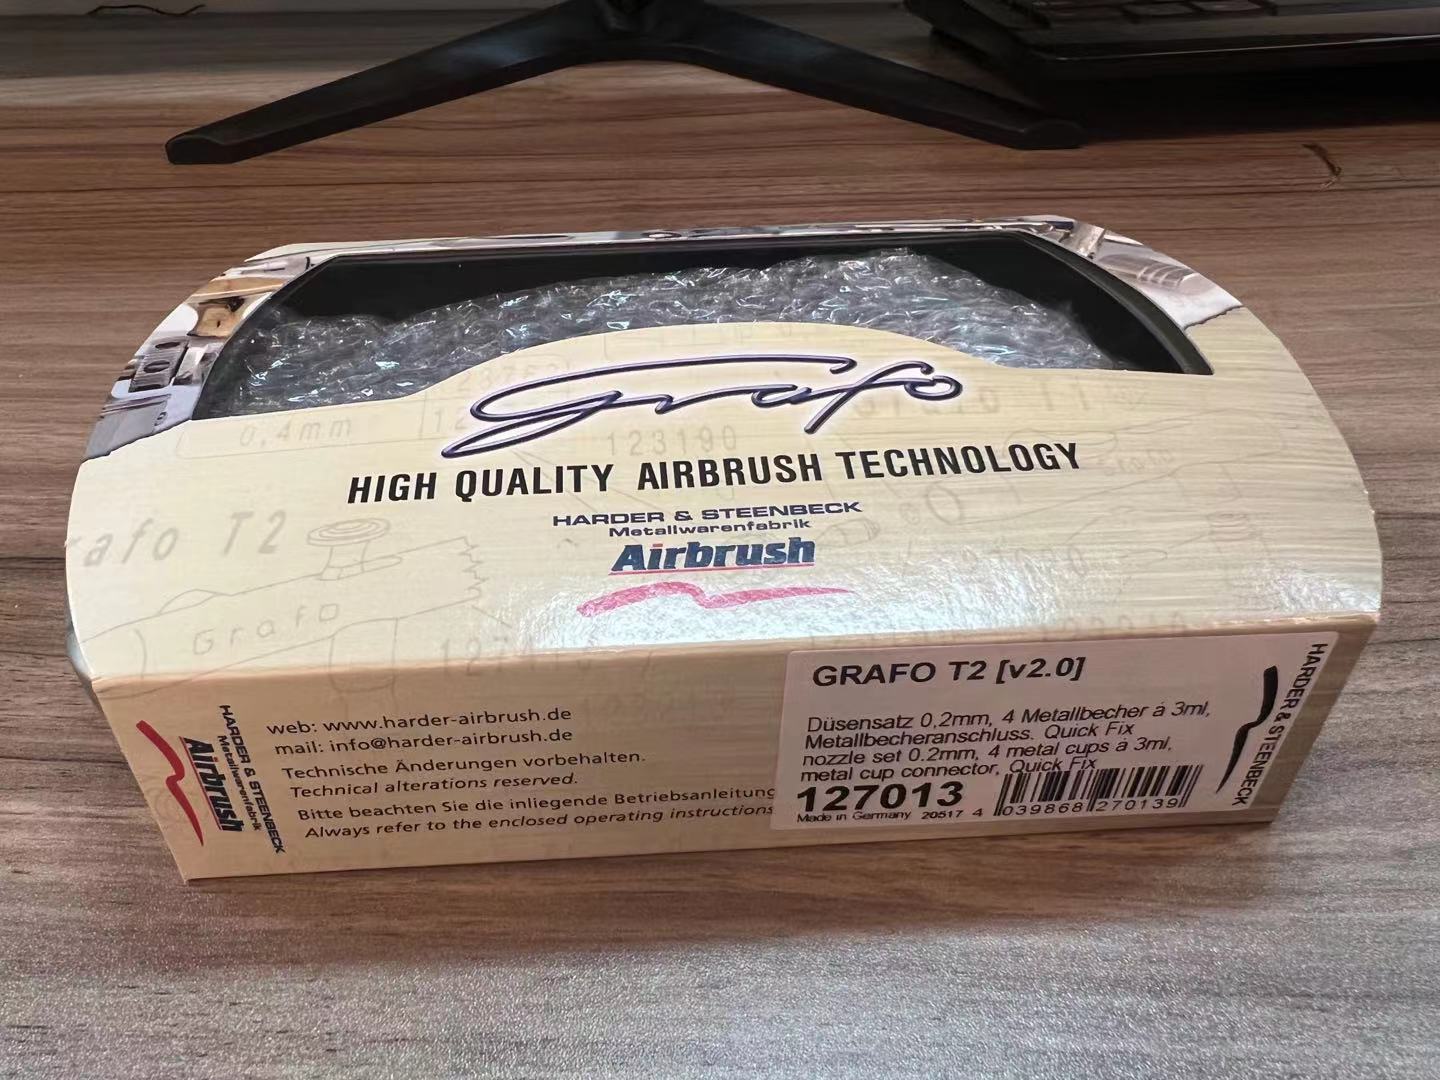 Grafo
HIGH QUALITY AIRBRUSH TECHNOLOGY
HARDER & STEENBECK
Metallwarenfabrik
Airbrush
0,4mm
123190
afo T2
Grafo
HARDER & STEENBECK
Metallwarenfabrik
Airbrush
web: www.harder-airbrush.de
mail: info@harder-airbrush.de
Technische Änderungen vorbehalten.
Technical alterations reserved.
Bitte beachten Sie die inliegende Betriebsanleitung
Always refer to the enclosed operating instructions
GRAFO T2 [v2.0]
Düsensatz 0,2mm, 4 Metallbecher á 3ml,
Metallbecheranschluss. Quick Fix
nozzle set 0.2mm, 4 metal cups à 3ml,
metal cup connector, Quick Fix
127013
Made in Germany 20517
4 039868 270139
HARDER & STEENBECK